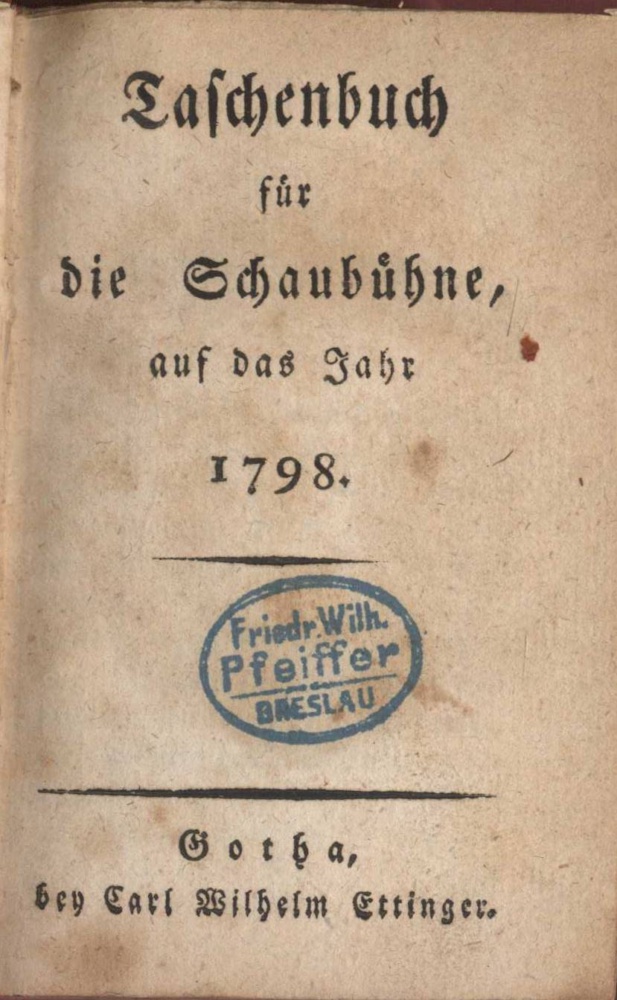 Taſchenbuch
für
die Schaubühne,
auf das Jahr
1798.
Friedr. Wilh.
Pfeiffer
BRESLAU
Gotha,
bey Carl Wilhelm Ettinger.